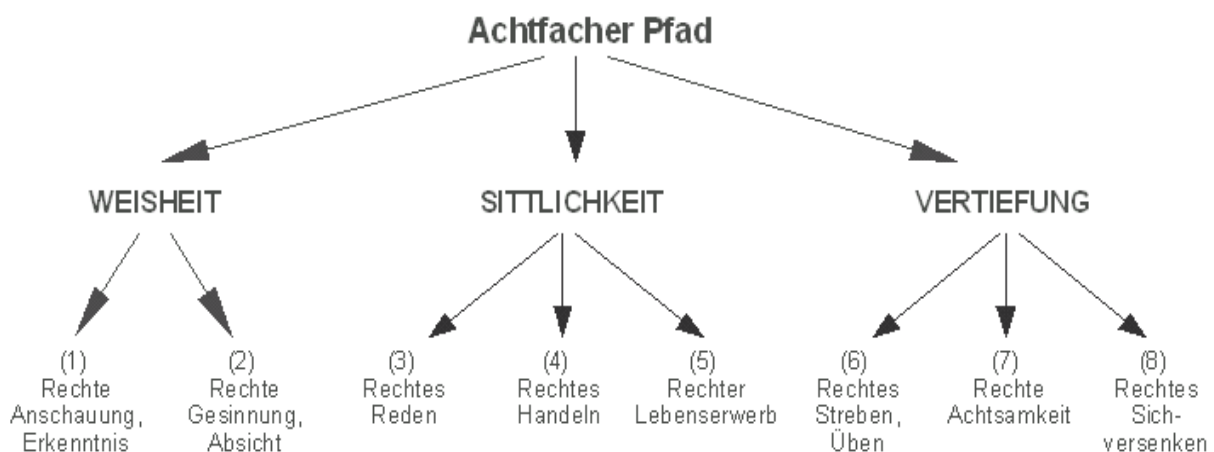 Achtfacher Pfad
WEISHEIT
SITTLICHKEIT
VERTIEFUNG
(1)
Rechte
Anschauung,
Erkenntnis
(2)
Rechte
Gesinnung,
Absicht
(3)
Rechtes
Reden
(4)
Rechtes
Handeln
(5)
Rechter
Lebenserwerb
(6)
Rechtes
Streben,
Üben
(7)
Rechte
Achtsamkeit
(8)
Rechtes
Sich-
versenken